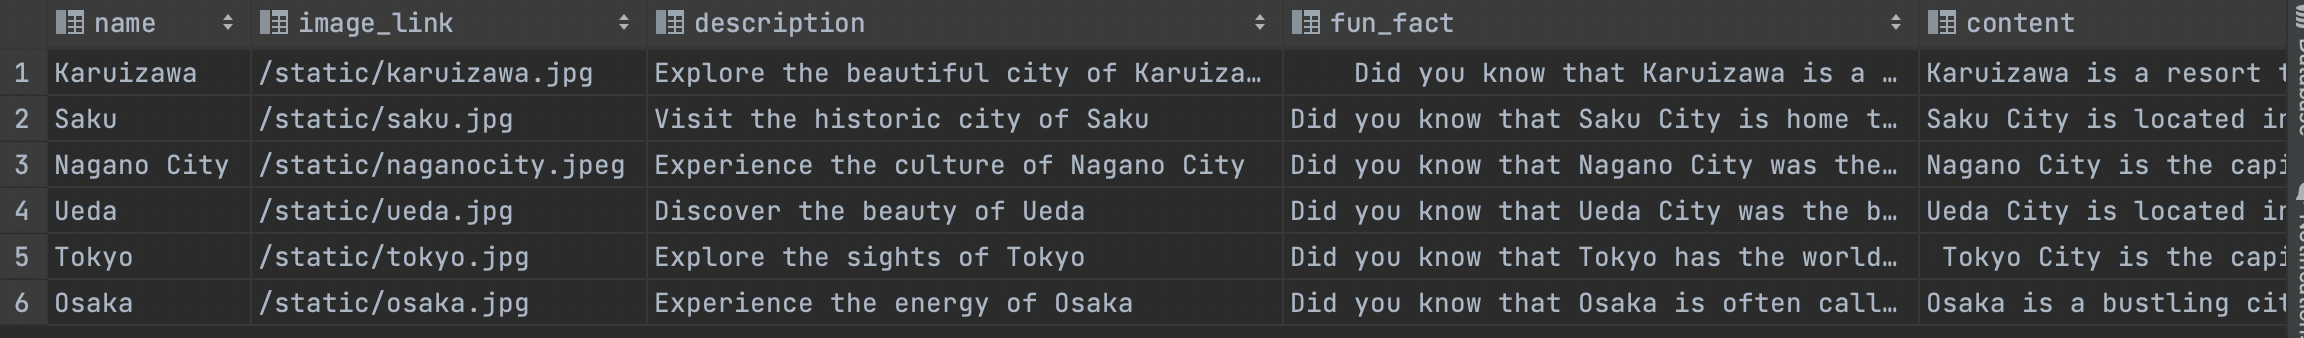 name image_link description fun_fact content
1 Karuizawa /static/karuizawa.jpg Explore the beautiful city of Karuiza… Did you know that Karuizawa is a … Karuizawa is a resort t
2 Saku /static/saku.jpg Visit the historic city of Saku Did you know that Saku City is home t… Saku City is located in
3 Nagano City /static/naganocity.jpeg Experience the culture of Nagano City Did you know that Nagano City was the… Nagano City is the capi
4 Ueda /static/ueda.jpg Discover the beauty of Ueda Did you know that Ueda City was the b… Ueda City is located in
5 Tokyo /static/tokyo.jpg Explore the sights of Tokyo Did you know that Tokyo has the world… Tokyo City is the capi
6 Osaka /static/osaka.jpg Experience the energy of Osaka Did you know that Osaka is often call… Osaka is a bustling cit